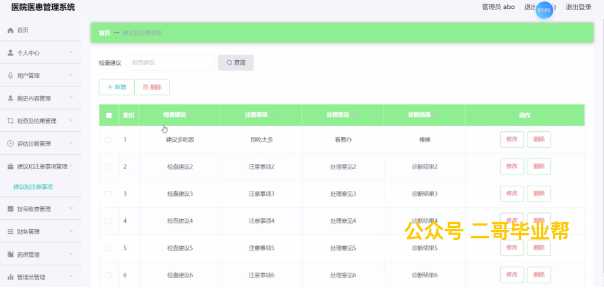 医院医患管理系统
管理员 abo
退出登录
03:05
首页
个人中心
用户管理
病史内容管理
检查及结果管理
评估诊断管理
建议和注意事项管理
建议和注意事项
挂号收费管理
财务管理
药房管理
管理员管理
首页 建议和注意事项
检查建议 检查建议 查询
+ 新增 删除
索引 检查建议 注意事项 处理意见 诊断结果 操作
1 建议多吃饭 别吃太多 看着办 棒棒 修改 删除
2 检查建议2 注意事项2 处理意见2 诊断结果2 修改 删除
3 检查建议3 注意事项3 处理意见3 诊断结果3 修改 删除
4 检查建议4 注意事项4 处理意见4 诊断结果4 修改 删除
公众号 二哥毕业帮
5 检查建议5 注意事项5 处理意见5 诊断结果5 修改 删除
6 检查建议6 注意事项6 处理意见6 诊断结果6 修改 删除